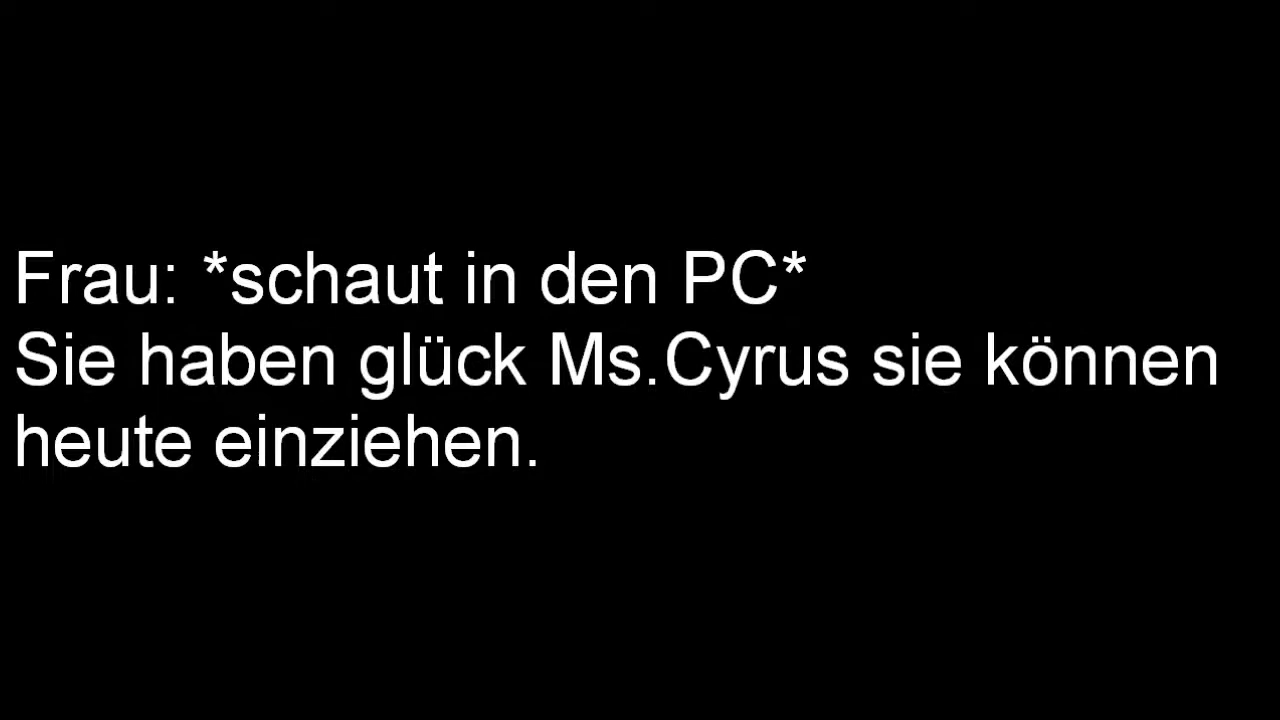 Frau: *schaut in den PC*
Sie haben glück Ms.Cyrus sie können
heute einziehen.